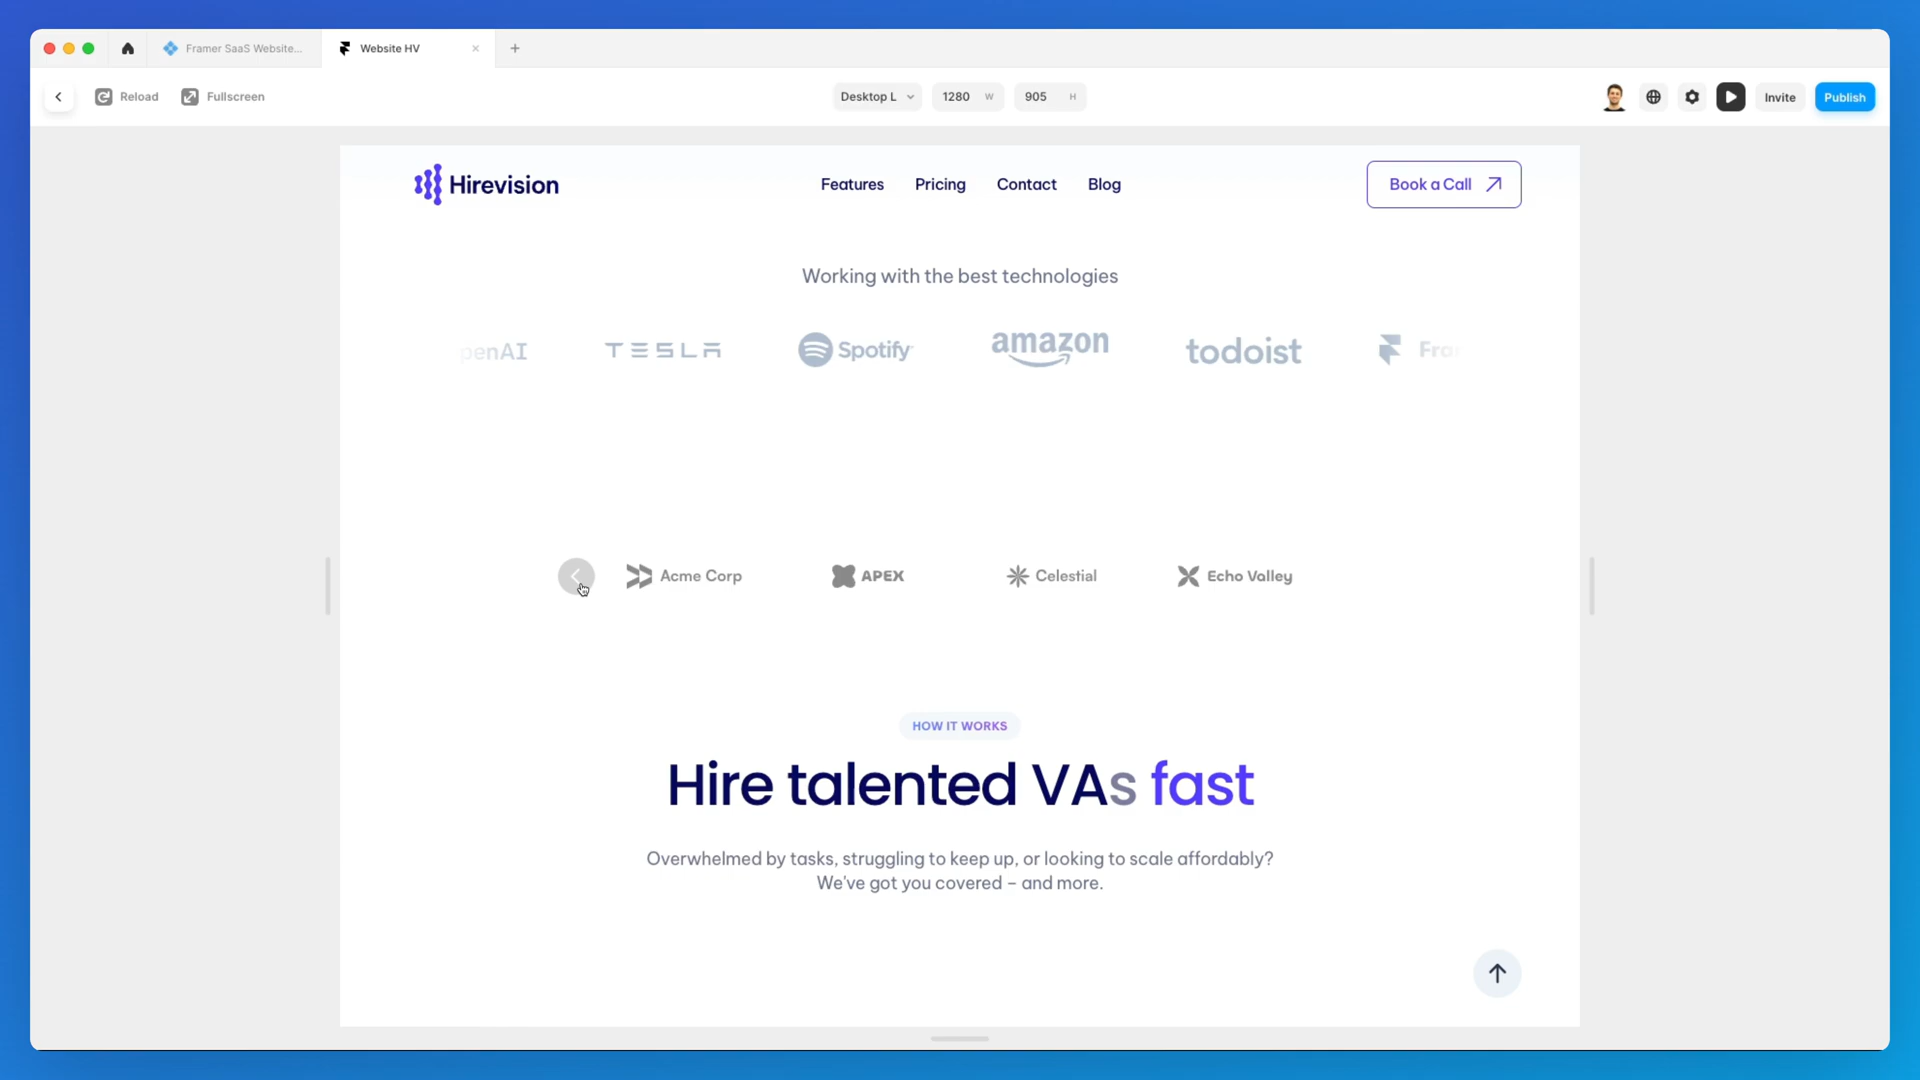 Framer SaaS Website...
Website HV
Reload
Fullscreen
Desktop L
1280 W
905 H
Invite
Publish
Hirevision
Features
Pricing
Contact
Blog
Book a Call
Working with the best technologies
penAI
TESLA
Spotify
amazon
todoist
Fra
Acme Corp
APEX
Celestial
Echo Valley
HOW IT WORKS
Hire talented VAs fast
Overwhelmed by tasks, struggling to keep up, or looking to scale affordably?
We've got you covered – and more.